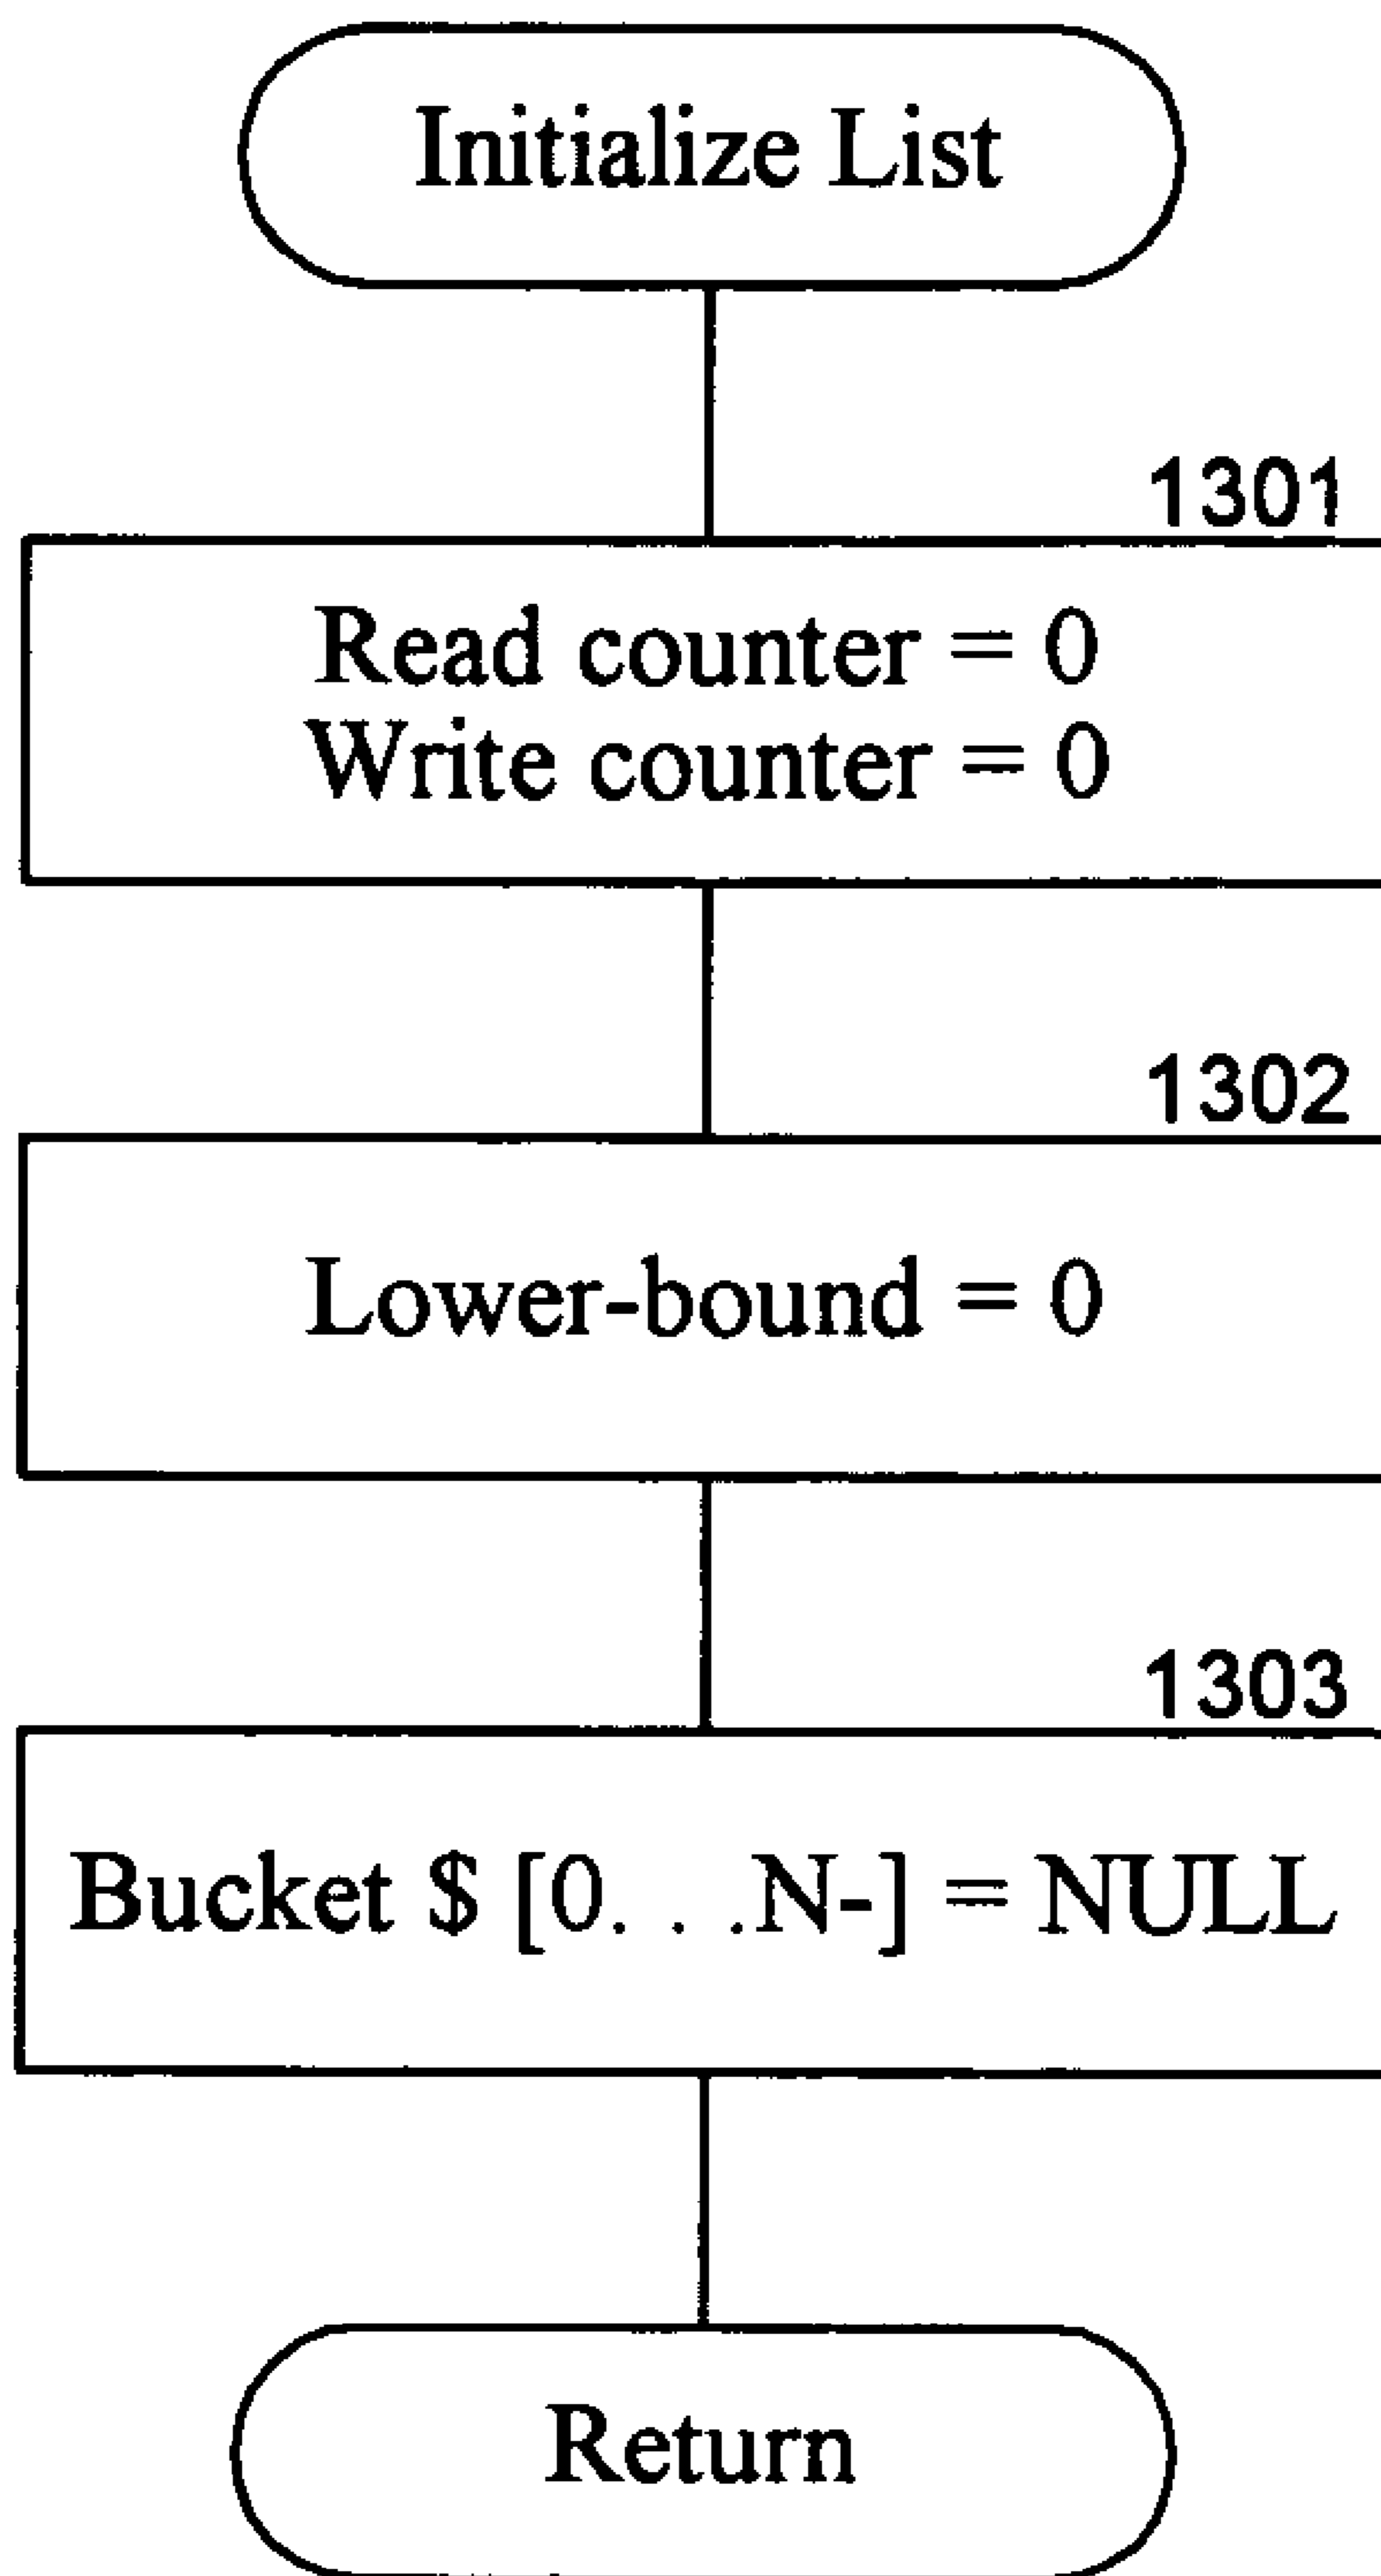 Initialize List
1301
Read counter = 0
Write counter = 0
1302
Lower-bound = 0
1303
Bucket $ [0. . .N-] = NULL
Return